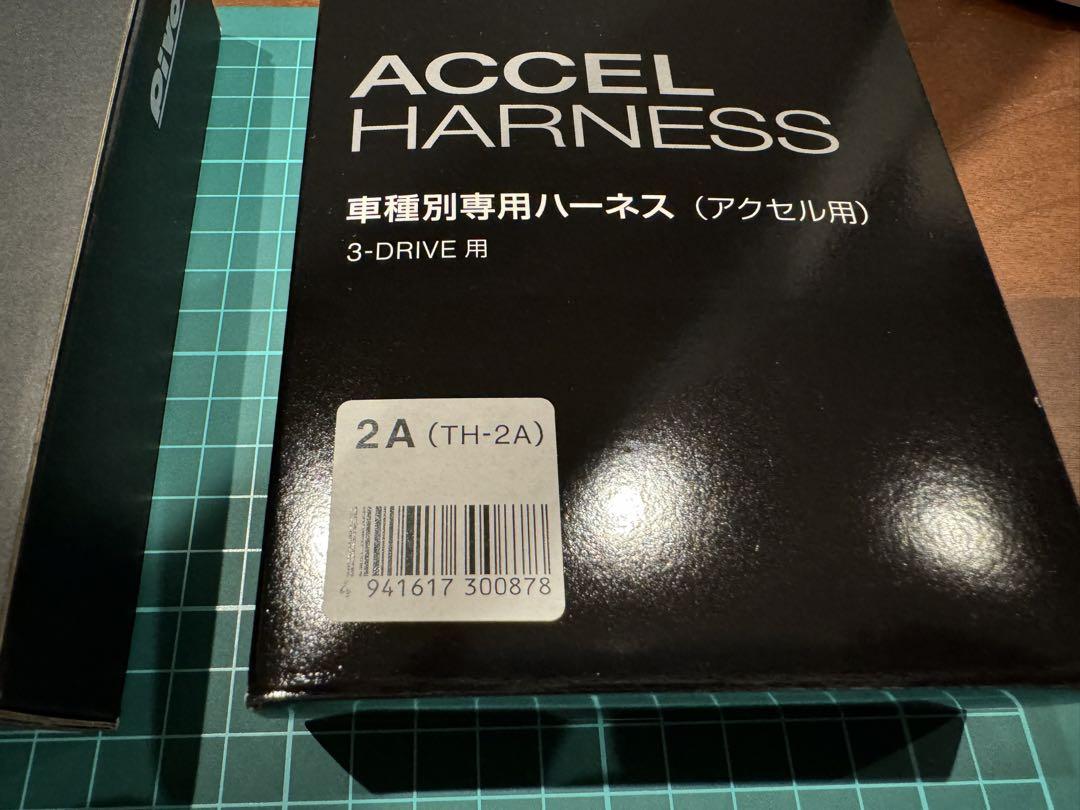 Pivo
ACCEL
HARNESS
車種別専用ハーネス（アクセル用）
3-DRIVE 用
2A (TH-2A)
941617 300878